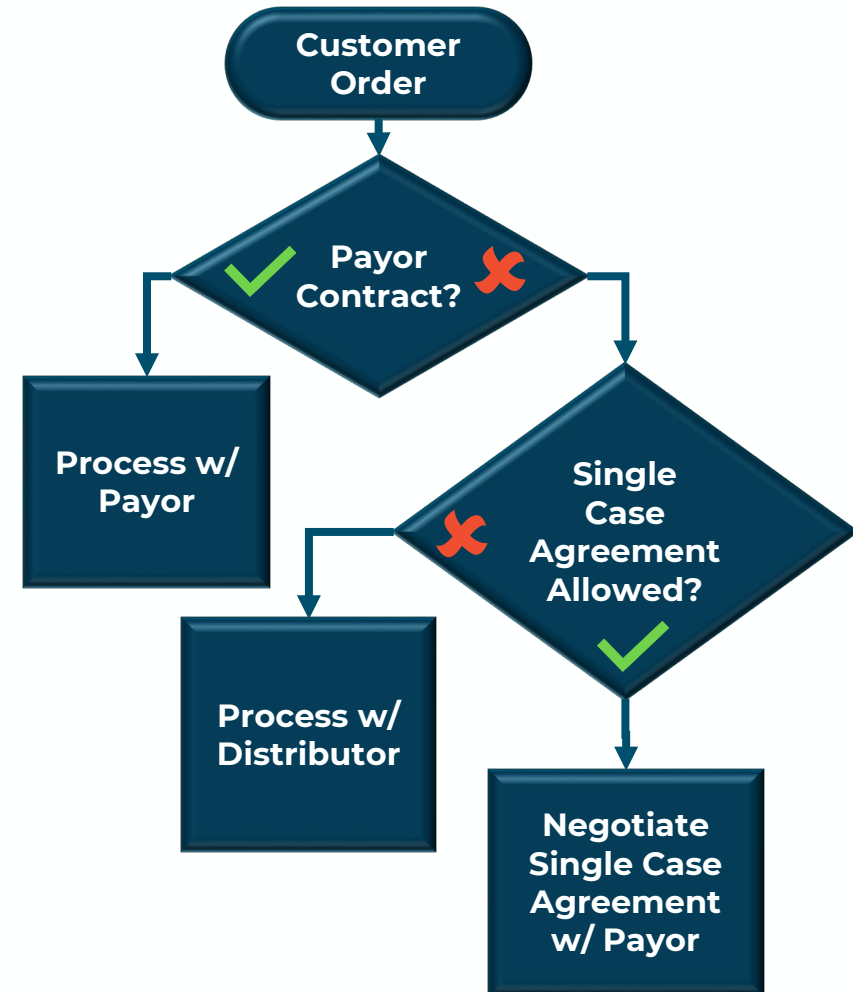 Customer
Order
Payor
Contract?
Process w/
Payor
Single
Case
Agreement
Allowed?
Process w/
Distributor
Negotiate
Single Case
Agreement
w/ Payor